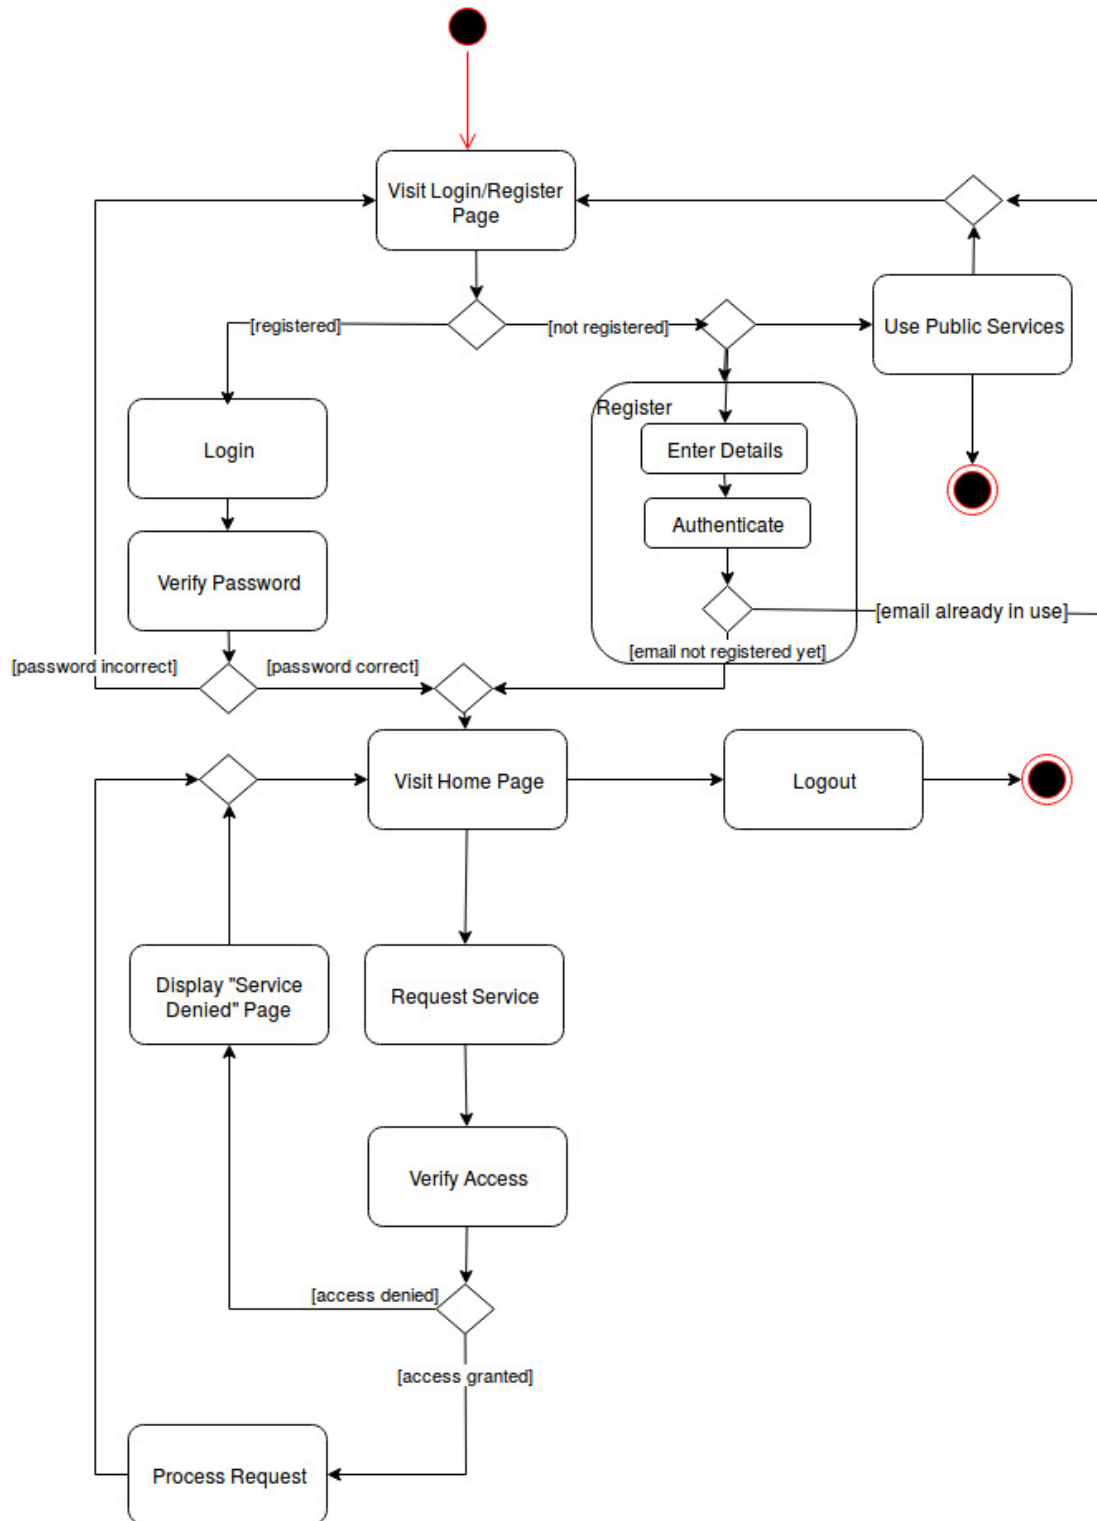 Visit Login/Register
Page
[registered]
[not registered]
Use Public Services
Register
Enter Details
Login
Authenticate
Verify Password
[email already in use]
[email not registered yet]
[password incorrect]
[password correct]
Visit Home Page
Logout
Display "Service
Denied" Page
Request Service
Verify Access
[access denied]
[access granted]
Process Request